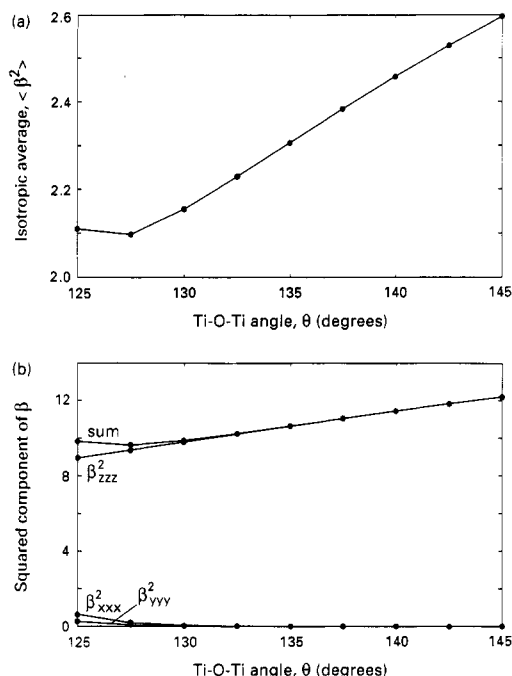 (a)
Isotropic average, < β² >
2.6
2.4
2.2
2.0
125 130 135 140 145
Ti-O-Ti angle, θ (degrees)
(b)
Squared component of β
12
8
4
0
sum
β²zzz
β²xxx
β²yyy
125 130 135 140 145
Ti-O-Ti angle, θ (degrees)